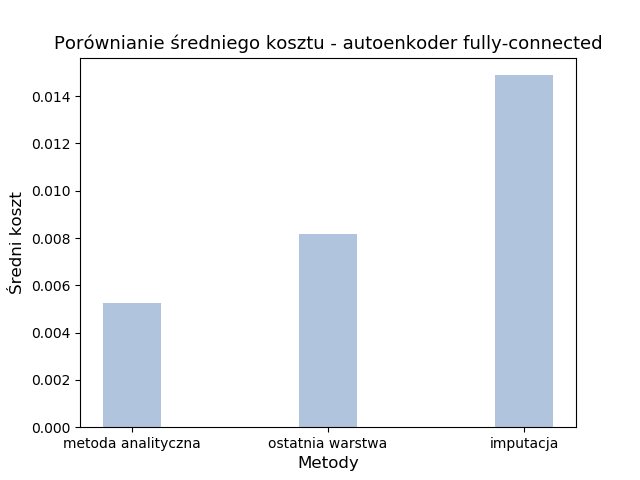 Porównianie średniego kosztu - autoenkoder fully-connected
Średni koszt
0.014
0.012
0.010
0.008
0.006
0.004
0.002
0.000
metoda analityczna ostatnia warstwa imputacja
Metody